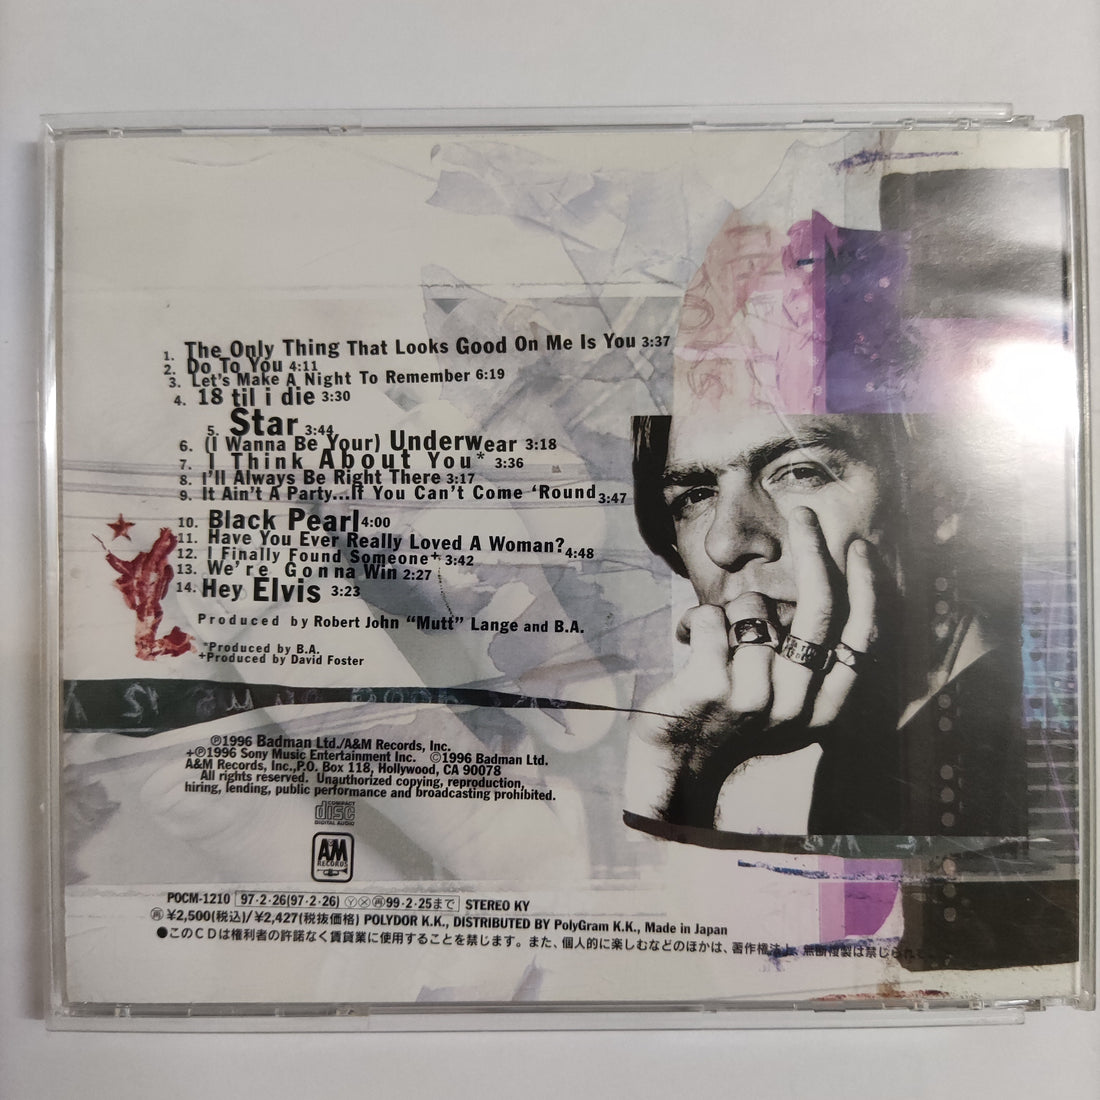 1. The Only Thing That Looks Good On Me Is You 3:37
2. Do To You 4:11
3. Let's Make A Night To Remember 6:19
4. 18 til i die 3:30
5. Star 3:44
6. (I Wanna Be Your) Underwear 3:18
7. I Think About You* 3:36
8. I'll Always Be Right There 3:17
9. It Ain't A Party...If You Can't Come 'Round 3:47
10. Black Pearl 4:00
11. Have You Ever Really Loved A Woman? 4:48
12. I Finally Found Someone+ 3:42
13. We're Gonna Win 2:27
14. Hey Elvis 3:23
Produced by Robert John "Mutt" Lange and B.A.
*Produced by B.A.
+Produced by David Foster
℗1996 Badman Ltd./A&M Records, Inc.
+℗1996 Sony Music Entertainment Inc. ©1996 Badman Ltd.
A&M Records, Inc.,P.O. Box 118, Hollywood, CA 90078
All rights reserved. Unauthorized copying, reproduction,
hiring, lending, public performance and broadcasting prohibited.
COMPACT
disc
DIGITAL AUDIO
A&M
RECORDS
POCM-1210 97·2·26(97·2·26) Ⓨ Ⓧ ㊞99·2·25まで STEREO KY
㊞ ¥2,500(税込)/¥2,427(税抜価格) POLYDOR K.K., DISTRIBUTED BY PolyGram K.K., Made in Japan
●このCDは権利者の許諾なく賃貸業に使用することを禁じます。また、個人的に楽しむなどのほかは、著作権法上、無断複製は禁じられて